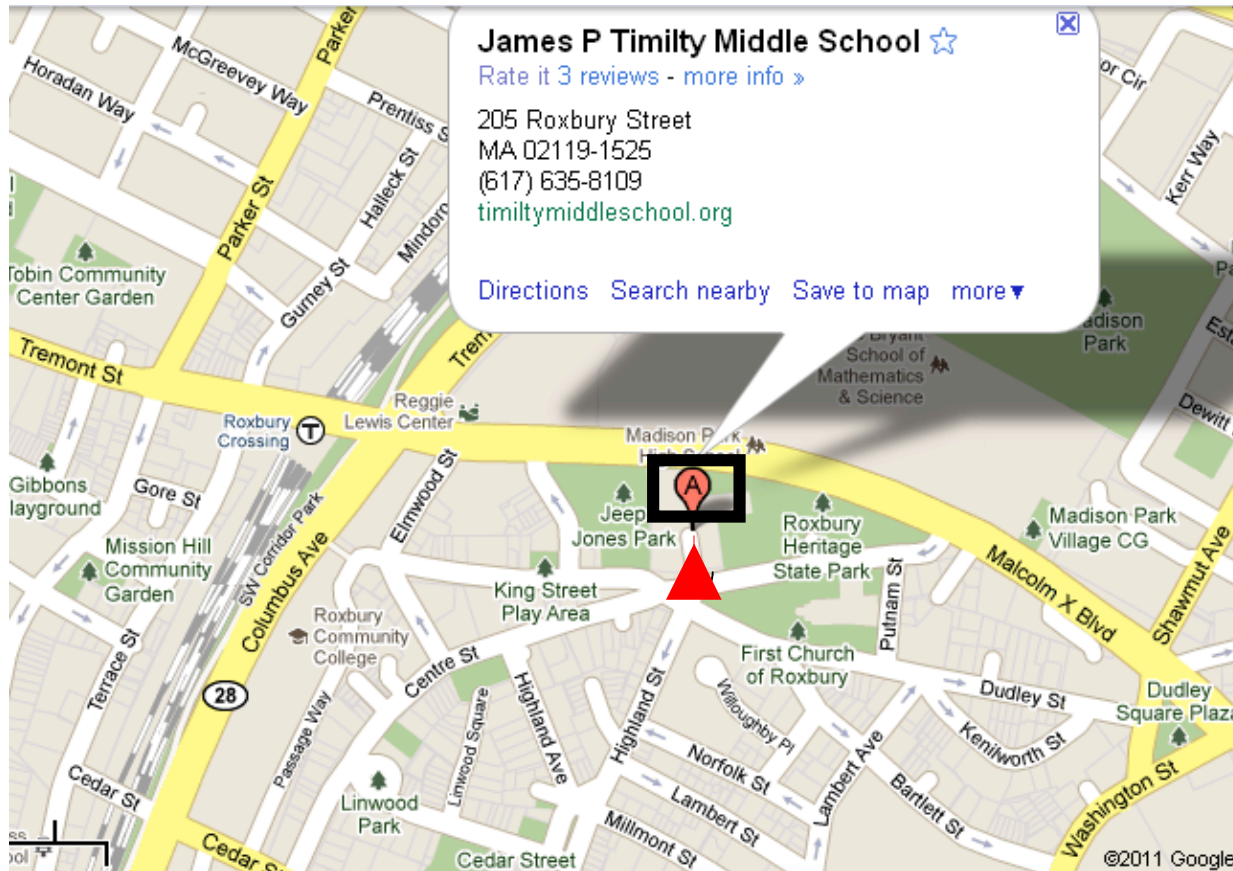 James P Timilty Middle School
Rate it 3 reviews - more info »
205 Roxbury Street
MA 02119-1525
(617) 635-8109
timiltymiddleschool.org
Directions Search nearby Save to map more▼
McGreevey Way
Horadan Way
Parker
Prentiss S
Halleck St
Parker St
Mindoro
Gurney St
Tobin Community
Center Garden
Tremont St
Trem
Reggie
Lewis Center
Roxbury
Crossing
T
or Cir
Kerr Way
Madison
Park
Bryant
School of
Mathematics
& Science
Dewitt
Madison Park
High School
A
Gibbons
layground
Gore St
Elmwood St
Jeep
Jones Park
Roxbury
Heritage
State Park
Madison Park
Village CG
Mission Hill
Community
Garden
SW Corridor Park
Columbus Ave
King Street
Play Area
Malcolm X Blvd
Shawmut Ave
Putnam St
Roxbury
Community
College
Terrace St
28
Centre St
First Church
of Roxbury
Dudley St
Dudley
Square Plaza
Passage Way
Linwood Square
Highland Ave
Highland St
Willoughby Pl
Kenilworth St
Norfolk St
Lambert Ave
Bartlett St
Washington St
Cedar St
Linwood
Park
Lambert St
Millmont St
Cedar St
Cedar Street
©2011 Google